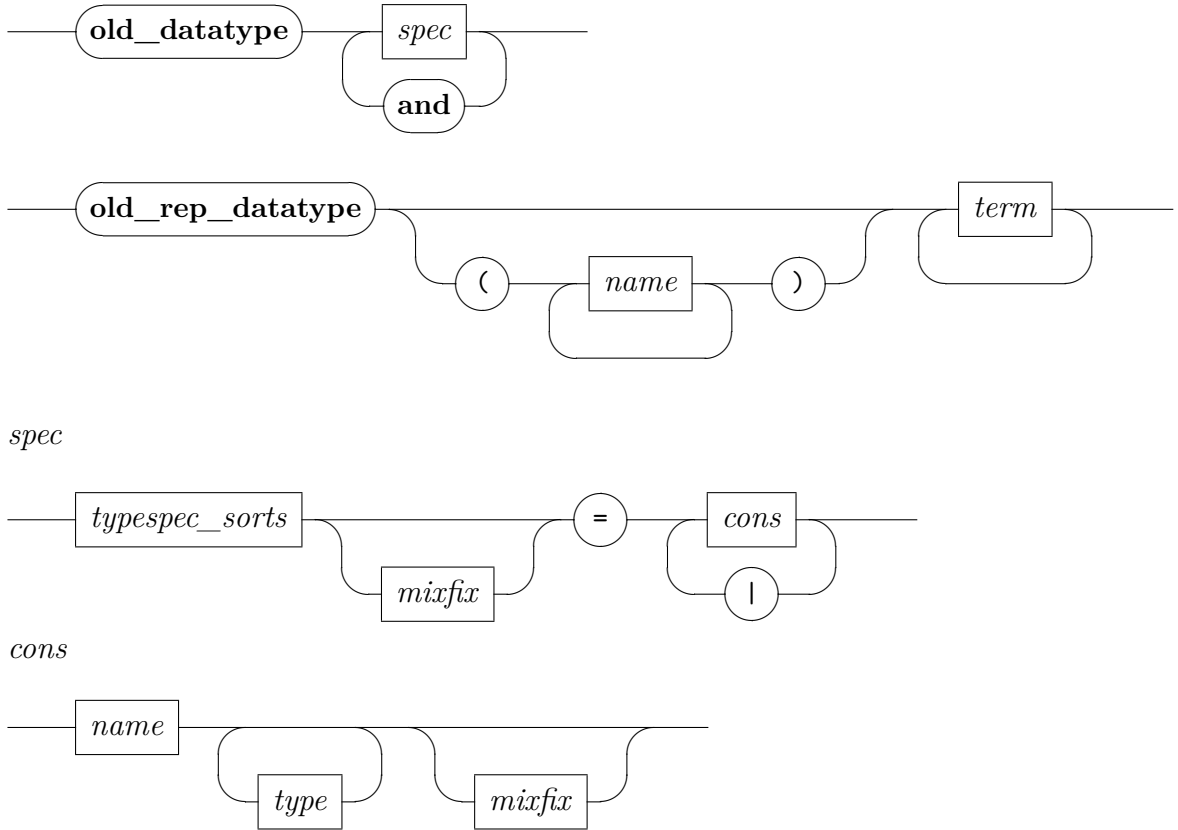 old_datatype spec
and
old_rep_datatype term
( name )
spec
typespec_sorts = cons
mixfix |
cons
name
type mixfix